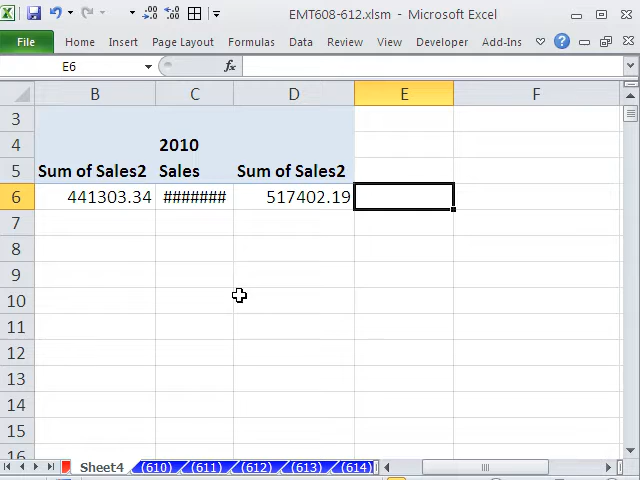 EMT608-612.xlsm - Microsoft Excel
File Insert Page Layout Formulas Data Review View Developer Add-Ins
E6 fx
B C D E F
3
4 2010
5 Sum of Sales2 Sales Sum of Sales2
6 441303.34 ####### 517402.19
7
8
9
10
11
12
13
14
15
16
Sheet4 (610) (611) (612) (613) (614)